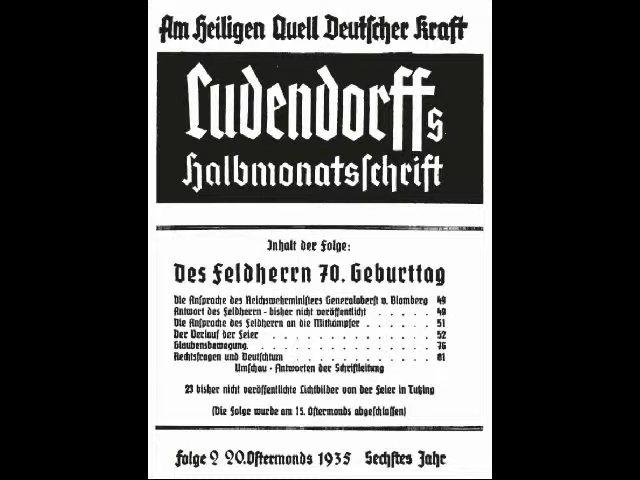 Am Heiligen Quell Deutscher Kraft
Ludendorffs
Halbmonatsschrift
Inhalt der Folge:
Des Feldherrn 70. Geburttag
Die Ansprache des Reichswehrministers Generaloberst v. Blomberg 49
Antwort des Feldherrn - bisher nicht veröffentlicht . . . . . 49
Die Ansprache des Feldherrn an die Mitkämpfer . . . . . . 51
Der Verlauf der Feier . . . . . . . . . . . . . . . 52
Glaubensbewegung. . . . . . . . . . . . . . . . 76
Rechtsfragen und Deutschtum . . . . . . . . . . . . 81
Umschau - Antworten der Schriftleitung
23 bisher nicht veröffentlichte Lichtbilder von der Feier in Tutzing
(Die Folge wurde am 15. Ostermonds abgeschlossen)
Folge 2 20. Ostermonds 1935 Sechstes Jahr